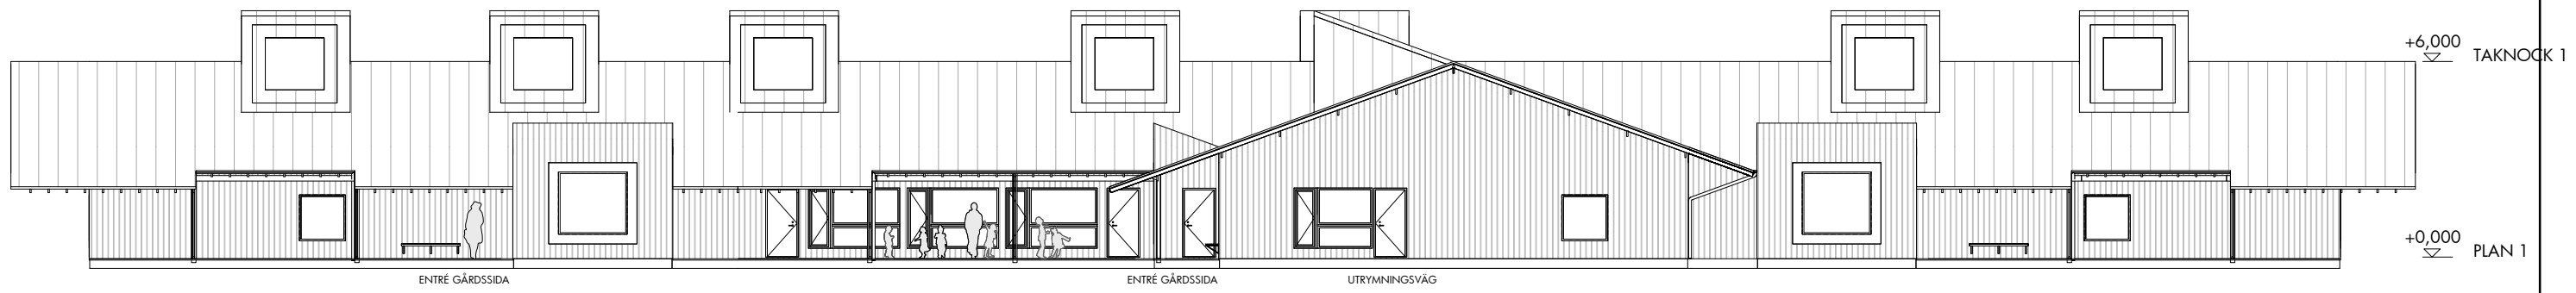 +6,000
TAKNOCK 1
+0,000
PLAN 1
ENTRÉ GÅRDSSIDA
ENTRÉ GÅRDSSIDA
UTRYMNINGSVÄG